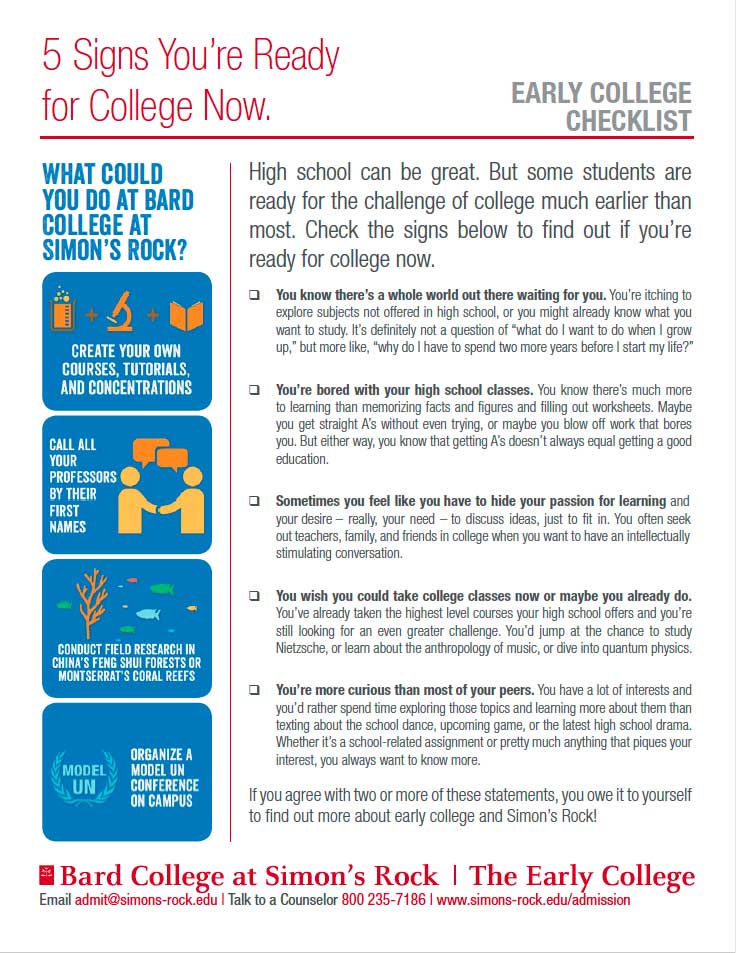 5 Signs You’re Ready
for College Now.
EARLY COLLEGE
CHECKLIST
WHAT COULD
YOU DO AT BARD
COLLEGE AT
SIMON’S ROCK?
CREATE YOUR OWN
COURSES, TUTORIALS,
AND CONCENTRATIONS
CALL ALL
YOUR
PROFESSORS
BY THEIR
FIRST
NAMES
CONDUCT FIELD RESEARCH IN
CHINA’S FENG SHUI FORESTS OR
MONTSERRAT’S CORAL REEFS
MODEL
UN
ORGANIZE A
MODEL UN
CONFERENCE
ON CAMPUS
High school can be great. But some students are
ready for the challenge of college much earlier than
most. Check the signs below to find out if you’re
ready for college now.
You know there’s a whole world out there waiting for you. You’re itching to
explore subjects not offered in high school, or you might already know what you
want to study. It’s definitely not a question of “what do I want to do when I grow
up,” but more like, “why do I have to spend two more years before I start my life?”
You’re bored with your high school classes. You know there’s much more
to learning than memorizing facts and figures and filling out worksheets. Maybe
you get straight A’s without even trying, or maybe you blow off work that bores
you. But either way, you know that getting A’s doesn’t always equal getting a good
education.
Sometimes you feel like you have to hide your passion for learning and
your desire – really, your need – to discuss ideas, just to fit in. You often seek
out teachers, family, and friends in college when you want to have an intellectually
stimulating conversation.
You wish you could take college classes now or maybe you already do.
You’ve already taken the highest level courses your high school offers and you’re
still looking for an even greater challenge. You’d jump at the chance to study
Nietzsche, or learn about the anthropology of music, or dive into quantum physics.
You’re more curious than most of your peers. You have a lot of interests and
you’d rather spend time exploring those topics and learning more about them than
texting about the school dance, upcoming game, or the latest high school drama.
Whether it’s a school-related assignment or pretty much anything that piques your
interest, you always want to know more.
If you agree with two or more of these statements, you owe it to yourself
to find out more about early college and Simon’s Rock!
Bard College at Simon’s Rock | The Early College
Email admit@simons-rock.edu | Talk to a Counselor 800 235-7186 | www.simons-rock.edu/admission